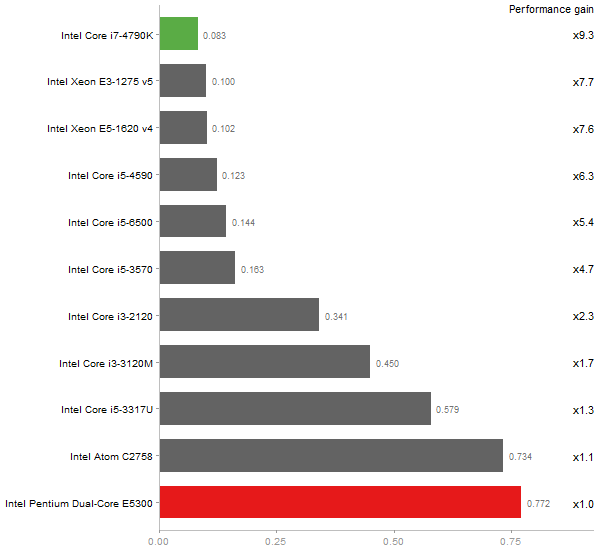 Performance gain
Intel Core i7-4790K 0.083 x9.3
Intel Xeon E3-1275 v5 0.100 x7.7
Intel Xeon E5-1620 v4 0.102 x7.6
Intel Core i5-4590 0.123 x6.3
Intel Core i5-6500 0.144 x5.4
Intel Core i5-3570 0.163 x4.7
Intel Core i3-2120 0.341 x2.3
Intel Core i3-3120M 0.450 x1.7
Intel Core i5-3317U 0.579 x1.3
Intel Atom C2758 0.734 x1.1
Intel Pentium Dual-Core E5300 0.772 x1.0
0.00 0.25 0.50 0.75